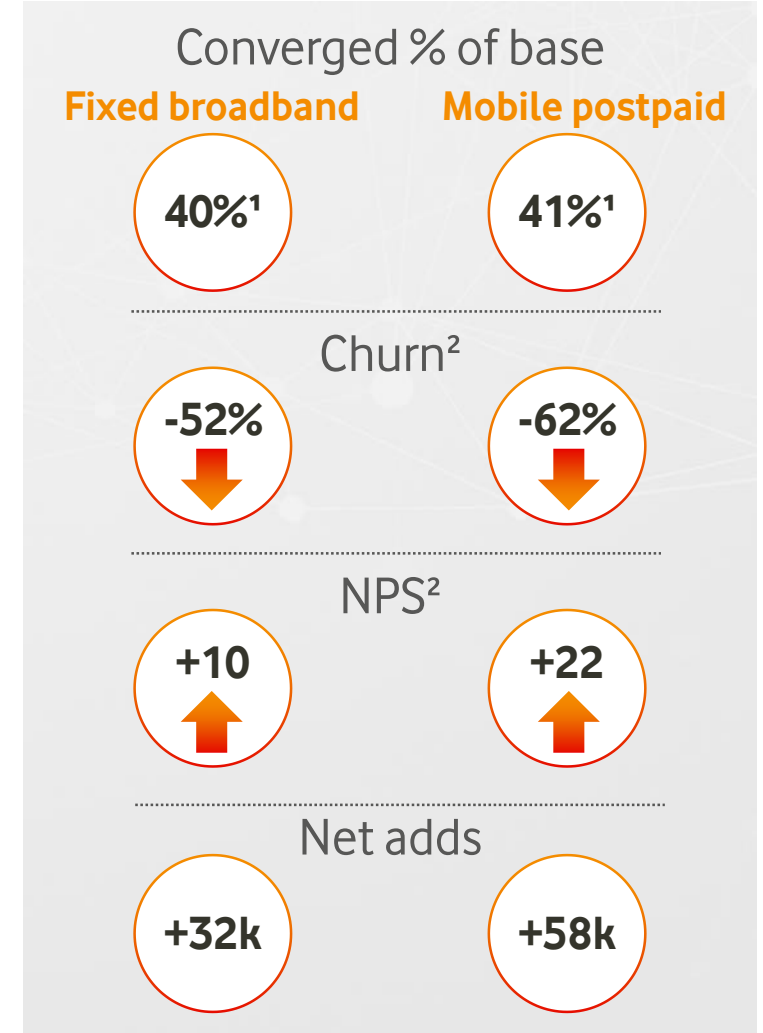 Converged % of base
Fixed broadband Mobile postpaid
40%¹ 41%¹
Churn²
-52% -62%
NPS²
+10 +22
Net adds
+32k +58k